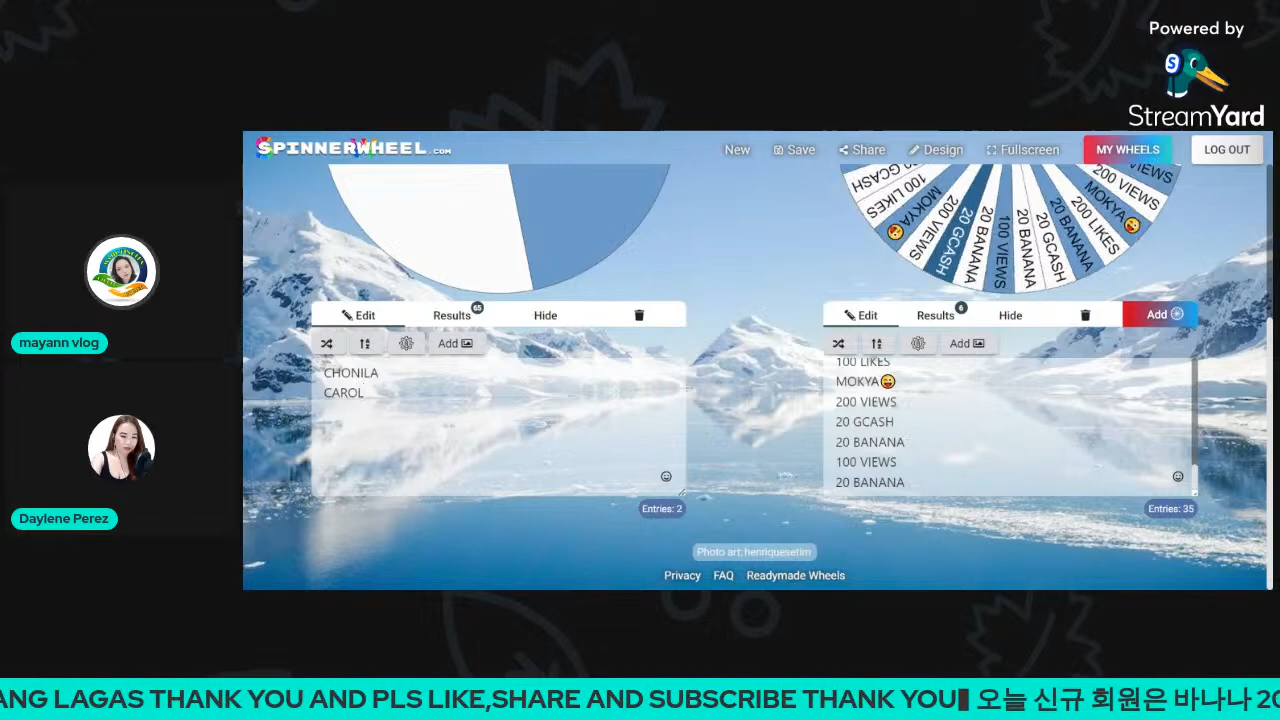 Powered by
StreamYard
SPINNERWHEEL.COM
New
Save
Share
Design
Fullscreen
MY WHEELS
LOG OUT
100 LIKES
MOKYA😜
200 VIEWS
20 GCASH
20 BANANA
100 VIEWS
20 BANANA
20 GCASH
20 BANANA
200 LIKES
MOKYA😜
200 VIEWS
VIEWS
Edit
Results 65
Hide
Add
CHONILA
CAROL
Entries: 2
Edit
Results 6
Hide
Add
Add
100 LIKES
MOKYA😜
200 VIEWS
20 GCASH
20 BANANA
100 VIEWS
20 BANANA
Entries: 35
Photo art: henriquesetim
Privacy FAQ Readymade Wheels
mayann vlog
Daylene Perez
ANG LAGAS THANK YOU AND PLS LIKE,SHARE AND SUBSCRIBE THANK YOU 오늘 신규 회원은 바나나 20